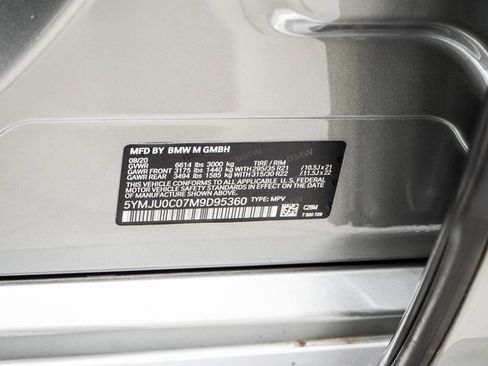 MFD BY BMW M GMBH
08/20
GVWR 6614 lbs 3000 kg TIRE / RIM
GAWR FRONT 3175 lbs 1440 kg WITH 295/35 R21 /10.5J x 21
GAWR REAR 3494 lbs 1585 kg WITH 315/30 R22 /11.5J x 22
THIS VEHICLE CONFORMS TO ALL APPLICABLE U. S. FEDERAL
MOTOR VEHICLE SAFETY STANDARDS IN EFFECT ON THE
DATE OF MANUFACTURE SHOWN ABOVE.
5YMJU0C07M9D95360 TYPE: MPV
C2BM